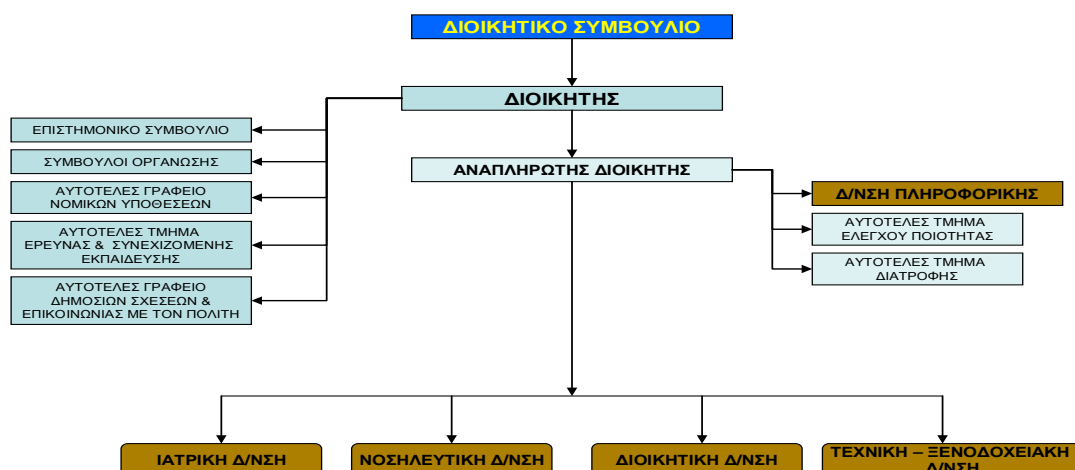 ΔΙΟΙΚΗΤΙΚΟ ΣΥΜΒΟΥΛΙΟ
ΔΙΟΙΚΗΤΗΣ
ΕΠΙΣΤΗΜΟΝΙΚΟ ΣΥΜΒΟΥΛΙΟ
ΣΥΜΒΟΥΛΟΙ ΟΡΓΑΝΩΣΗΣ
ΑΥΤΟΤΕΛΕΣ ΓΡΑΦΕΙΟ
ΝΟΜΙΚΩΝ ΥΠΟΘΕΣΕΩΝ
ΑΥΤΟΤΕΛΕΣ ΤΜΗΜΑ
ΕΡΕΥΝΑΣ & ΣΥΝΕΧΙΖΟΜΕΝΗΣ
ΕΚΠΑΙΔΕΥΣΗΣ
ΑΥΤΟΤΕΛΕΣ ΓΡΑΦΕΙΟ
ΔΗΜΟΣΙΩΝ ΣΧΕΣΕΩΝ &
ΕΠΙΚΟΙΝΩΝΙΑΣ ΜΕ ΤΟΝ ΠΟΛΙΤΗ
ΑΝΑΠΛΗΡΩΤΗΣ ΔΙΟΙΚΗΤΗΣ
Δ/ΝΣΗ ΠΛΗΡΟΦΟΡΙΚΗΣ
ΑΥΤΟΤΕΛΕΣ ΤΜΗΜΑ
ΕΛΕΓΧΟΥ ΠΟΙΟΤΗΤΑΣ
ΑΥΤΟΤΕΛΕΣ ΤΜΗΜΑ
ΔΙΑΤΡΟΦΗΣ
ΙΑΤΡΙΚΗ Δ/ΝΣΗ
ΝΟΣΗΛΕΥΤΙΚΗ Δ/ΝΣΗ
ΔΙΟΙΚΗΤΙΚΗ Δ/ΝΣΗ
ΤΕΧΝΙΚΗ – ΞΕΝΟΔΟΧΕΙΑΚΗ
Δ/ΝΣΗ